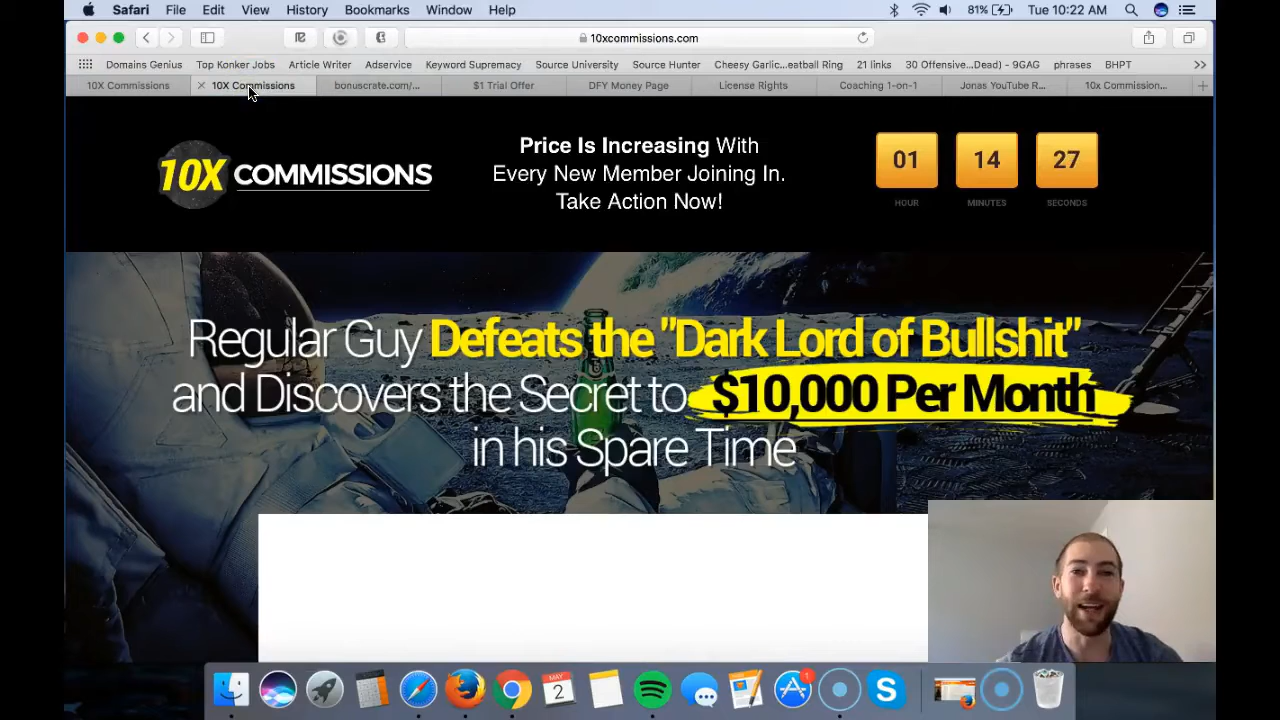 Safari File Edit View History Bookmarks Window Help 81% Tue 10:22 AM
10xcommissions.com
Domains Genius Top Konker Jobs Article Writer Adservice Keyword Supremacy Source University Source Hunter Cheesy Garlic...eatball Ring 21 links 30 Offensive...Dead) - 9GAG phrases BHPT
10X Commissions 10X Commissions bonuscrate.com/... $1 Trial Offer DFY Money Page License Rights Coaching 1-on-1 Jonas YouTube R... 10x Commission...
10X COMMISSIONS
Price Is Increasing With
Every New Member Joining In.
Take Action Now!
01 14 27
HOUR MINUTES SECONDS
Regular Guy Defeats the "Dark Lord of Bullshit"
and Discovers the Secret to $10,000 Per Month
in his Spare Time
MAY
2
1